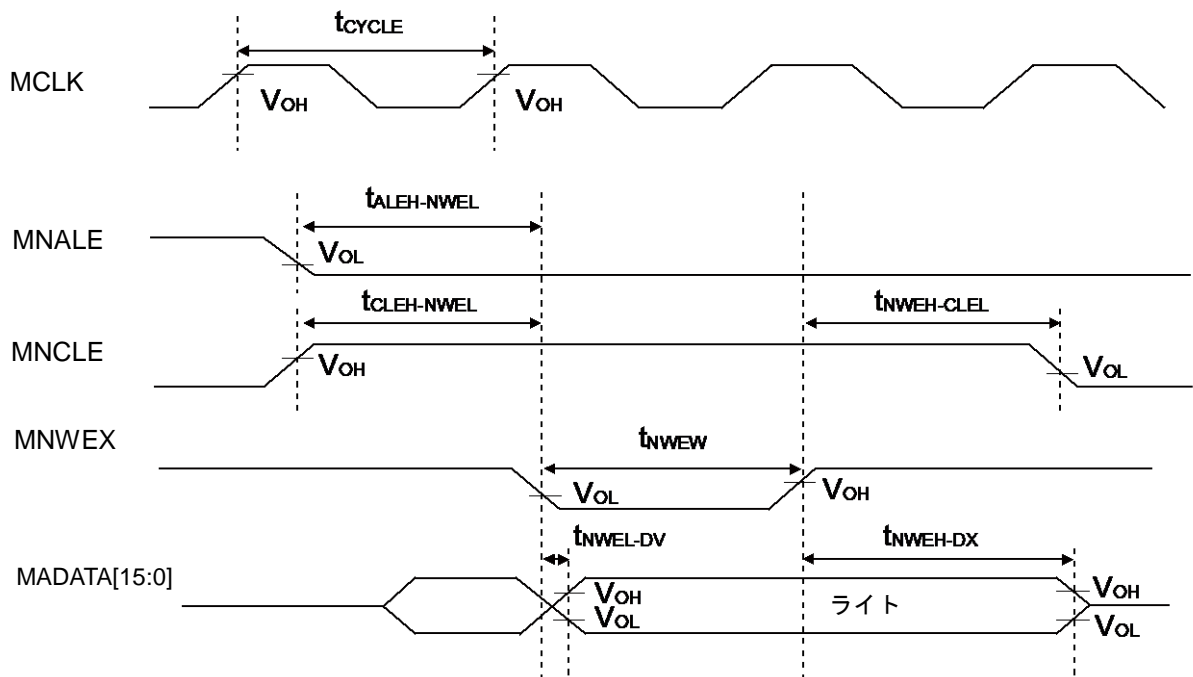 tCYCLE
MCLK
VOH VOH
tALEH-NWEL
MNALE
VOL
tCLEH-NWEL tNWEH-CLEL
MNCLE
VOH VOL
MNWEX
tNWEW
VOL VOH
tNWEL-DV tNWEH-DX
MADATA[15:0]
VOH ライト VOH
VOL VOL